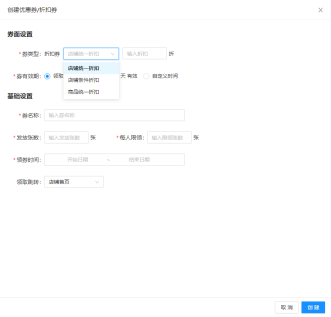 创建优惠券/折扣券
券面设置
* 券类型: 折扣券 店铺统一折扣 输入折扣 折
店铺统一折扣
店铺条件折扣
商品统一折扣
* 券有效期: 领取 天 有效 自定义时间
基础设置
* 券名称: 输入券名称
* 发放张数: 输入发放张数 张 * 每人限领: 输入限领张数 张
* 领券时间: 开始日期 ~ 结束日期
领取跳转: 店铺首页
取 消 创 建